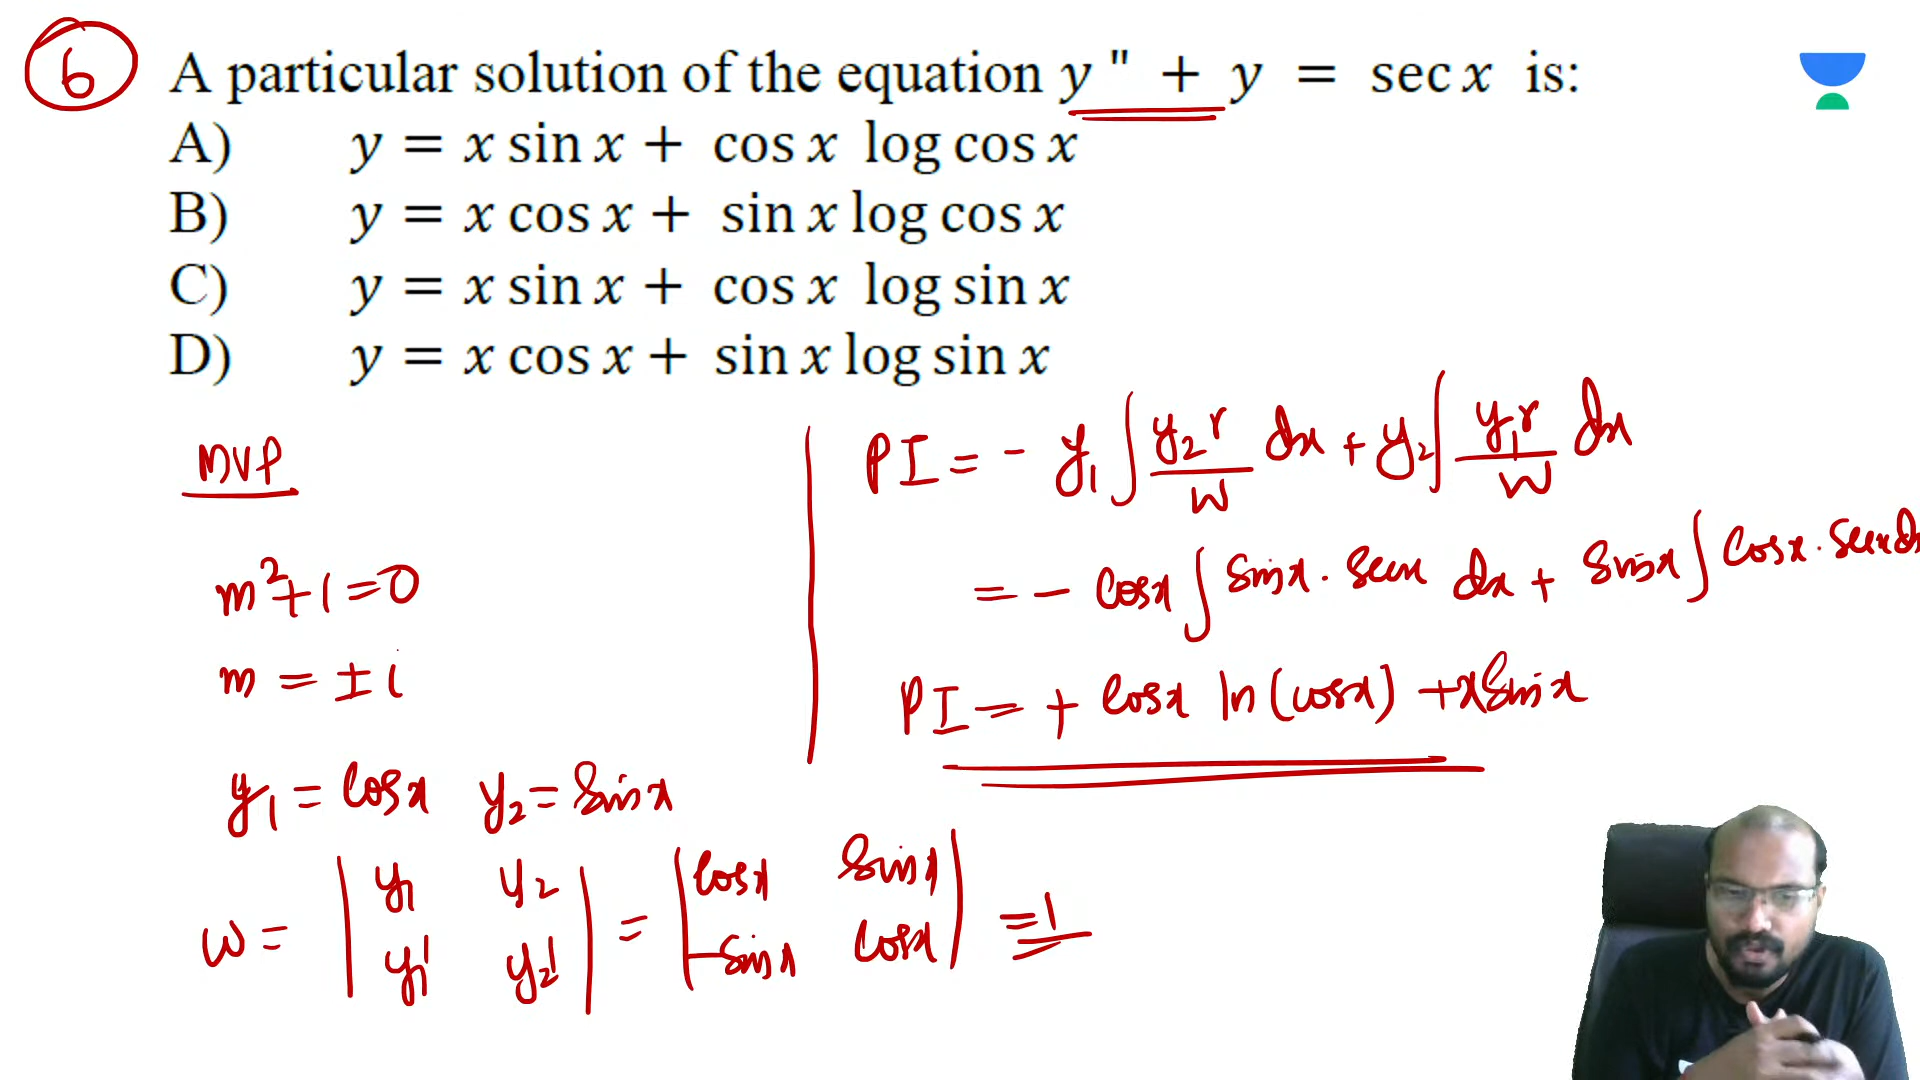 6 A particular solution of the equation y " + y = sec x is:
A) y = x sin x + cos x log cos x
B) y = x cos x + sin x log cos x
C) y = x sin x + cos x log sin x
D) y = x cos x + sin x log sin x
MVP
m²+1=0
m = ±i
y₁ = cosx y₂ = sinx
W = | y₁ y₂ | = | cosx sinx | = 1
| y₁' y₂' | | -sinx cosx |
PI = - y₁ ∫ y₂r/W dx + y₂ ∫ y₁r/W dx
= - cosx ∫ sinx . secx dx + sinx ∫ cosx . secx dx
PI = + cosx ln(cosx) + x sinx